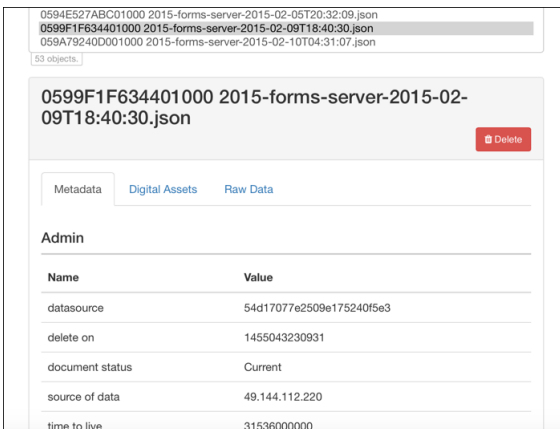 0594E527ABC01000 2015-forms-server-2015-02-05T20:32:09.json
0599F1F634401000 2015-forms-server-2015-02-09T18:40:30.json
059A79240D001000 2015-forms-server-2015-02-10T04:31:07.json
53 objects.
0599F1F634401000 2015-forms-server-2015-02-
09T18:40:30.json
Delete
Metadata Digital Assets Raw Data
Admin
Name Value
datasource 54d17077e2509e175240f5e3
delete on 1455043230931
document status Current
source of data 49.144.112.220
time to live 31536000000